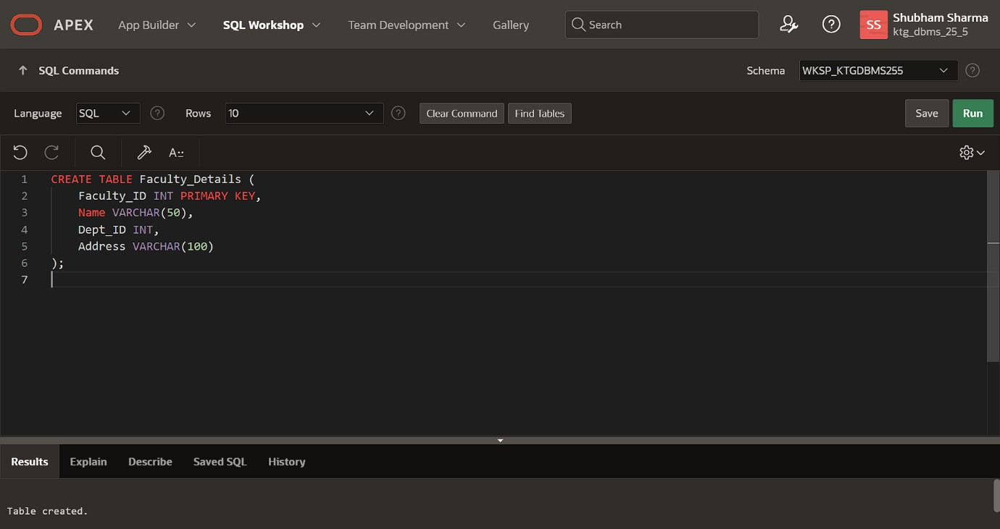 APEX App Builder SQL Workshop Team Development Gallery Search Shubham Sharma
SS ktg_dbms_25_5
SQL Commands Schema WKSP_KTGDBMS255
Language SQL Rows 10 Clear Command Find Tables Save Run
A::
1 CREATE TABLE Faculty_Details (
2 Faculty_ID INT PRIMARY KEY,
3 Name VARCHAR(50),
4 Dept_ID INT,
5 Address VARCHAR(100)
6 );
7
Results Explain Describe Saved SQL History
Table created.